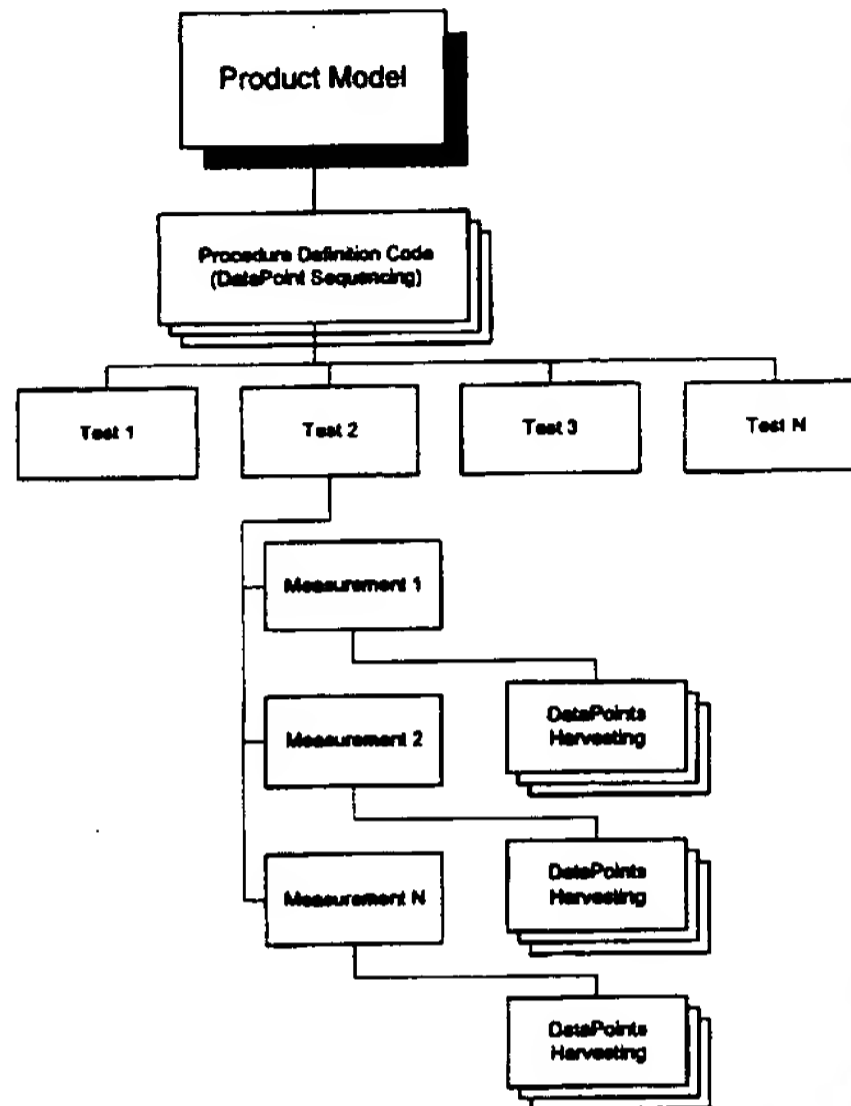 Product Model
Procedure Definition Code
(DataPoint Sequencing)
Test 1
Test 2
Test 3
Test N
Measurement 1
DataPoints
Harvesting
Measurement 2
DataPoints
Harvesting
Measurement N
DataPoints
Harvesting